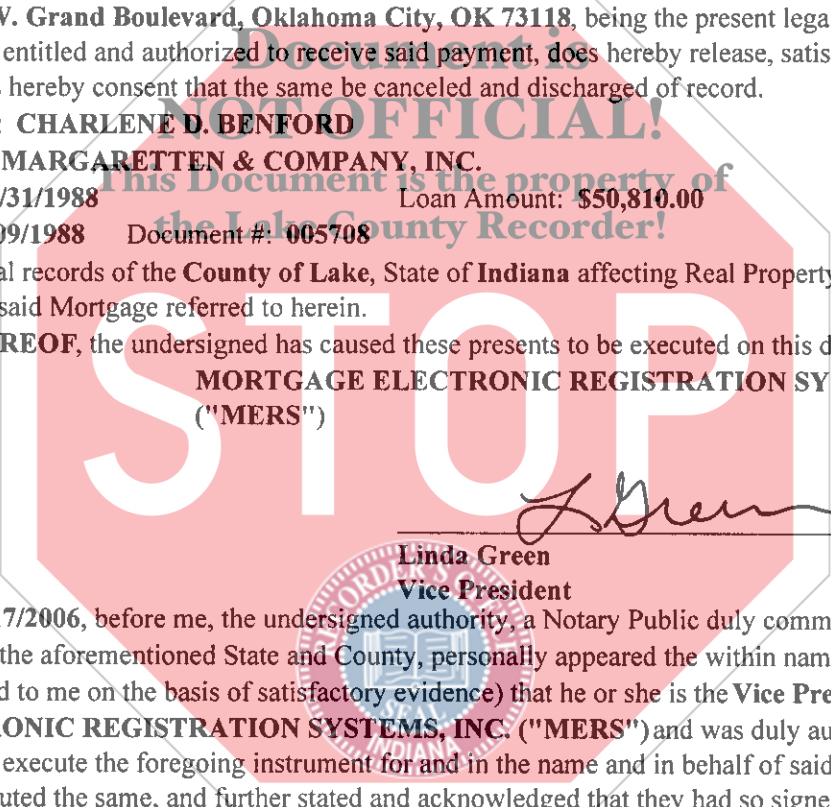 V. Grand Boulevard, Oklahoma City, OK 73118, being the present lega
Document is
entitled and authorized to receive said payment, does hereby release, satis
hereby consent that the same be canceled and discharged of record.
NOT OFFICIAL!
: CHARLENE D. BENFORD
MARGARETTEN & COMPANY, INC.
This Document is the property of
/31/1988 Loan Amount: $50,810.00
the Lake County Recorder!
09/1988 Document #: 005708
al records of the County of Lake, State of Indiana affecting Real Property
said Mortgage referred to herein.
REOF, the undersigned has caused these presents to be executed on this d
MORTGAGE ELECTRONIC REGISTRATION SY
("MERS")
STOP
L Green
Linda Green
Vice President
7/2006, before me, the undersigned authority, a Notary Public duly comm
the aforementioned State and County, personally appeared the within nam
d to me on the basis of satisfactory evidence) that he or she is the Vice Pre
RONIC REGISTRATION SYSTEMS, INC. ("MERS") and was duly au
execute the foregoing instrument for and in the name and in behalf of said
uted the same, and further stated and acknowledged that they had so signe
RECORDER'S OFFICE
SEAL
INDIANA